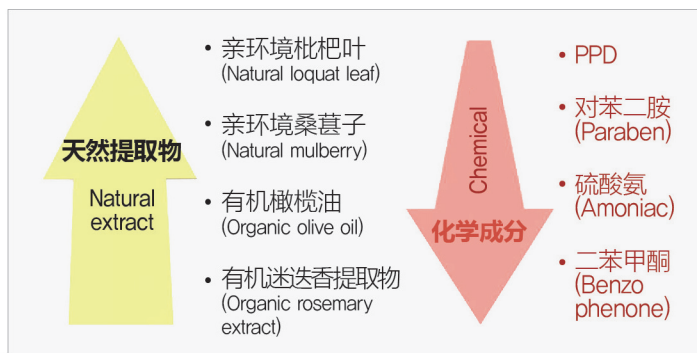 天然提取物
Natural
extract
• 亲环境枇杷叶
(Natural loquat leaf)
• 亲环境桑葚子
(Natural mulberry)
• 有机橄榄油
(Organic olive oil)
• 有机迷迭香提取物
(Organic rosemary
extract)
Chemical
化学成分
• PPD
• 对苯二胺
(Paraben)
• 硫酸氨
(Amoniac)
• 二苯甲酮
(Benzo
phenone)